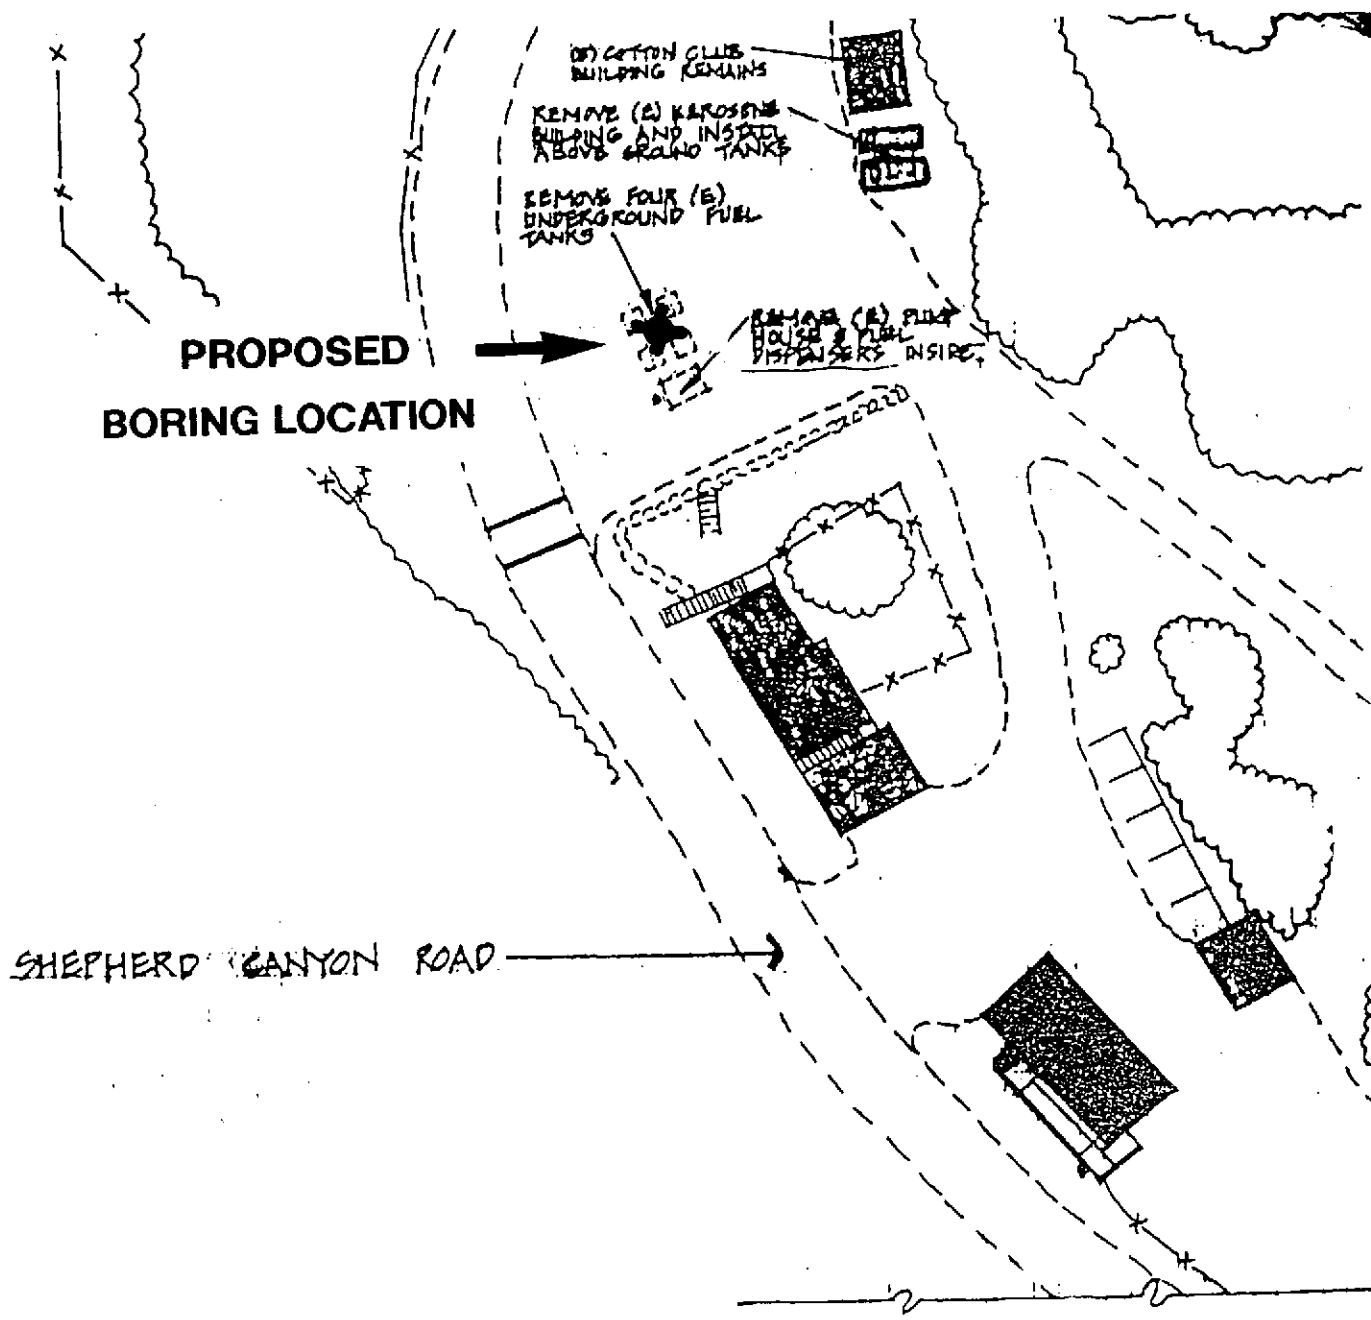 (E) COTTON CLUB
BUILDING REMAINS
REMOVE (E) KEROSENE
BUILDING AND INSTALL
ABOVE GROUND TANKS
REMOVE FOUR (E)
UNDERGROUND FUEL
TANKS
REMOVE (E) PUMP
HOUSE & FUEL
DISPENSERS INSIDE.
PROPOSED
BORING LOCATION
SHEPHERD CANYON ROAD